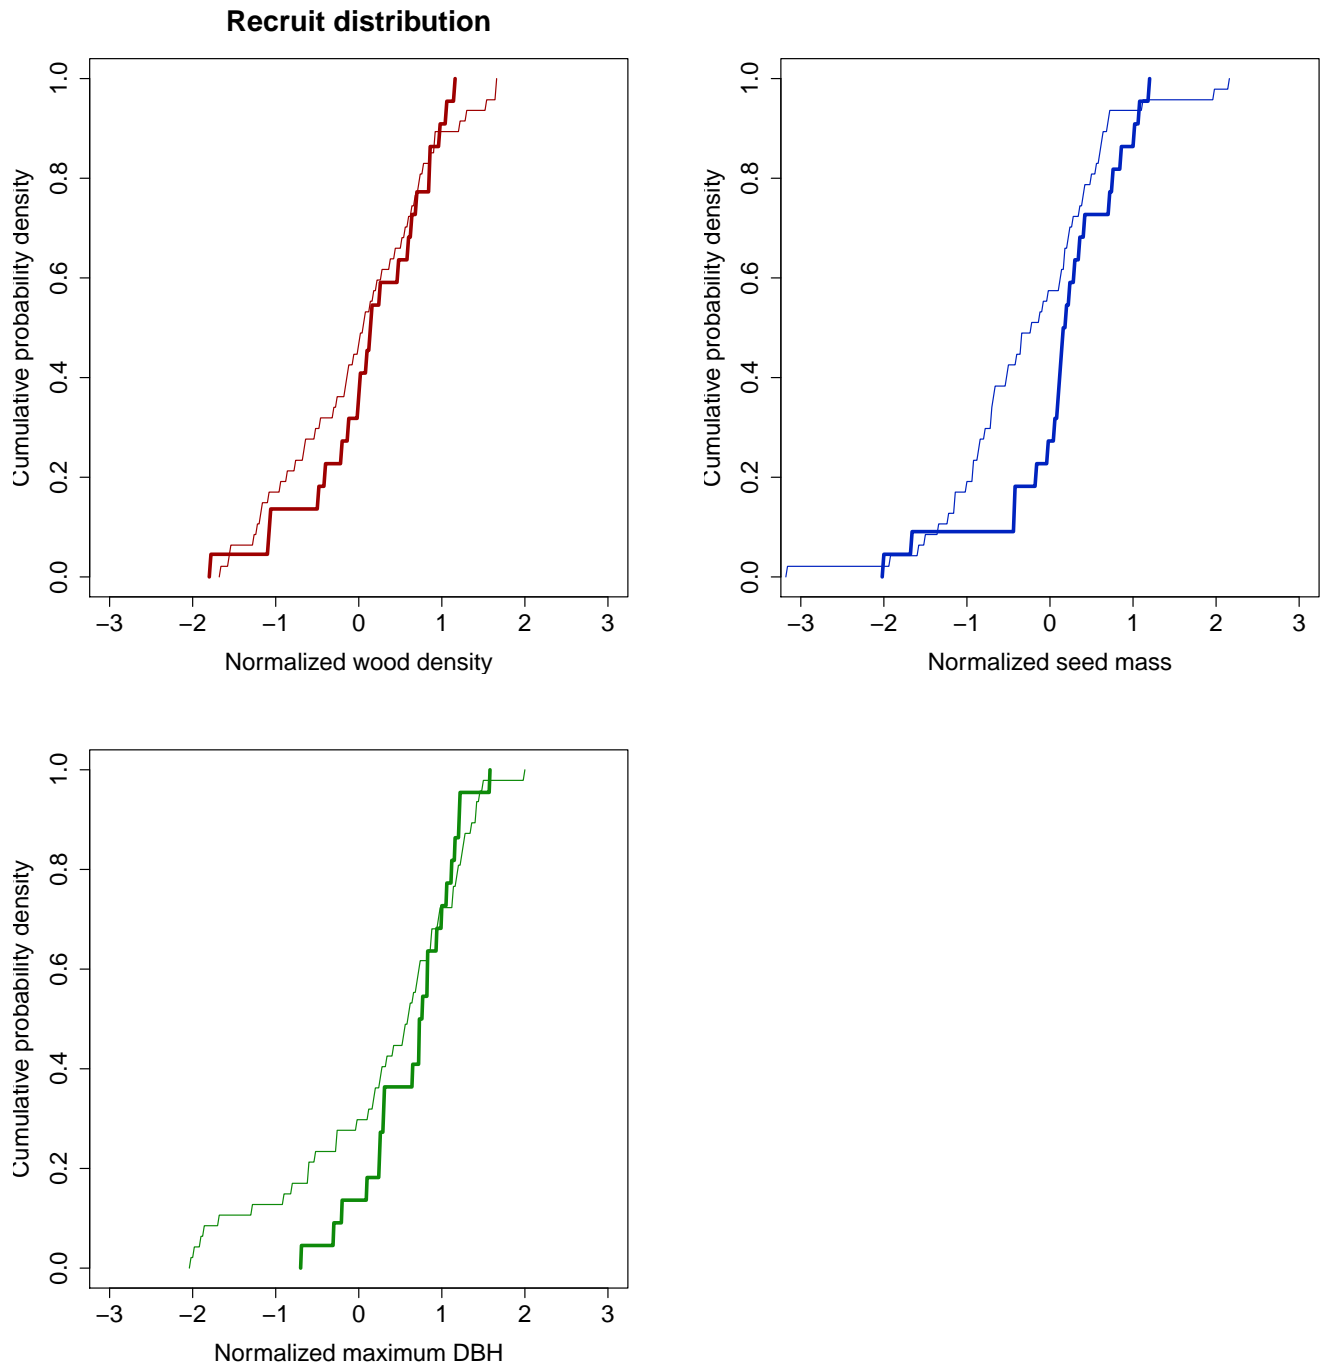 Recruit distribution
Cumulative probability density
0.0 0.2 0.4 0.6 0.8 1.0
−3 −2 −1 0 1 2 3
Normalized wood density
Cumulative probability density
0.0 0.2 0.4 0.6 0.8 1.0
−3 −2 −1 0 1 2 3
Normalized seed mass
Cumulative probability density
0.0 0.2 0.4 0.6 0.8 1.0
−3 −2 −1 0 1 2 3
Normalized maximum DBH